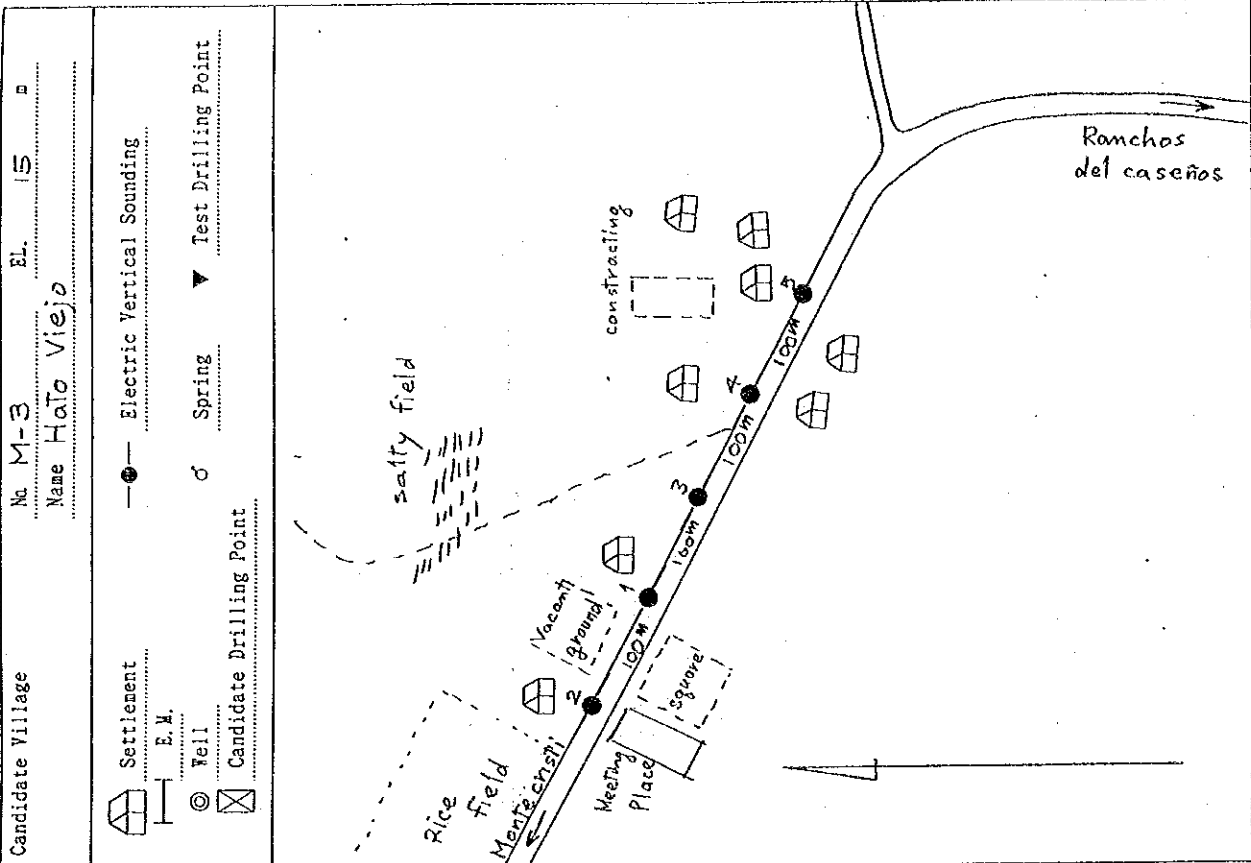 Candidate Village
No. M-3 EL. 15 m
Name Hato Viejo
Settlement
Electric Vertical Sounding
E.M.
Well
Spring
Test Drilling Point
Candidate Drilling Point
Ranchos
del caseños
constracting
salty field
Vacant
ground
Rice
field
Monte cristi
Meeting
Place
square
2
100m
1
100m
3
100m
4
100m
5